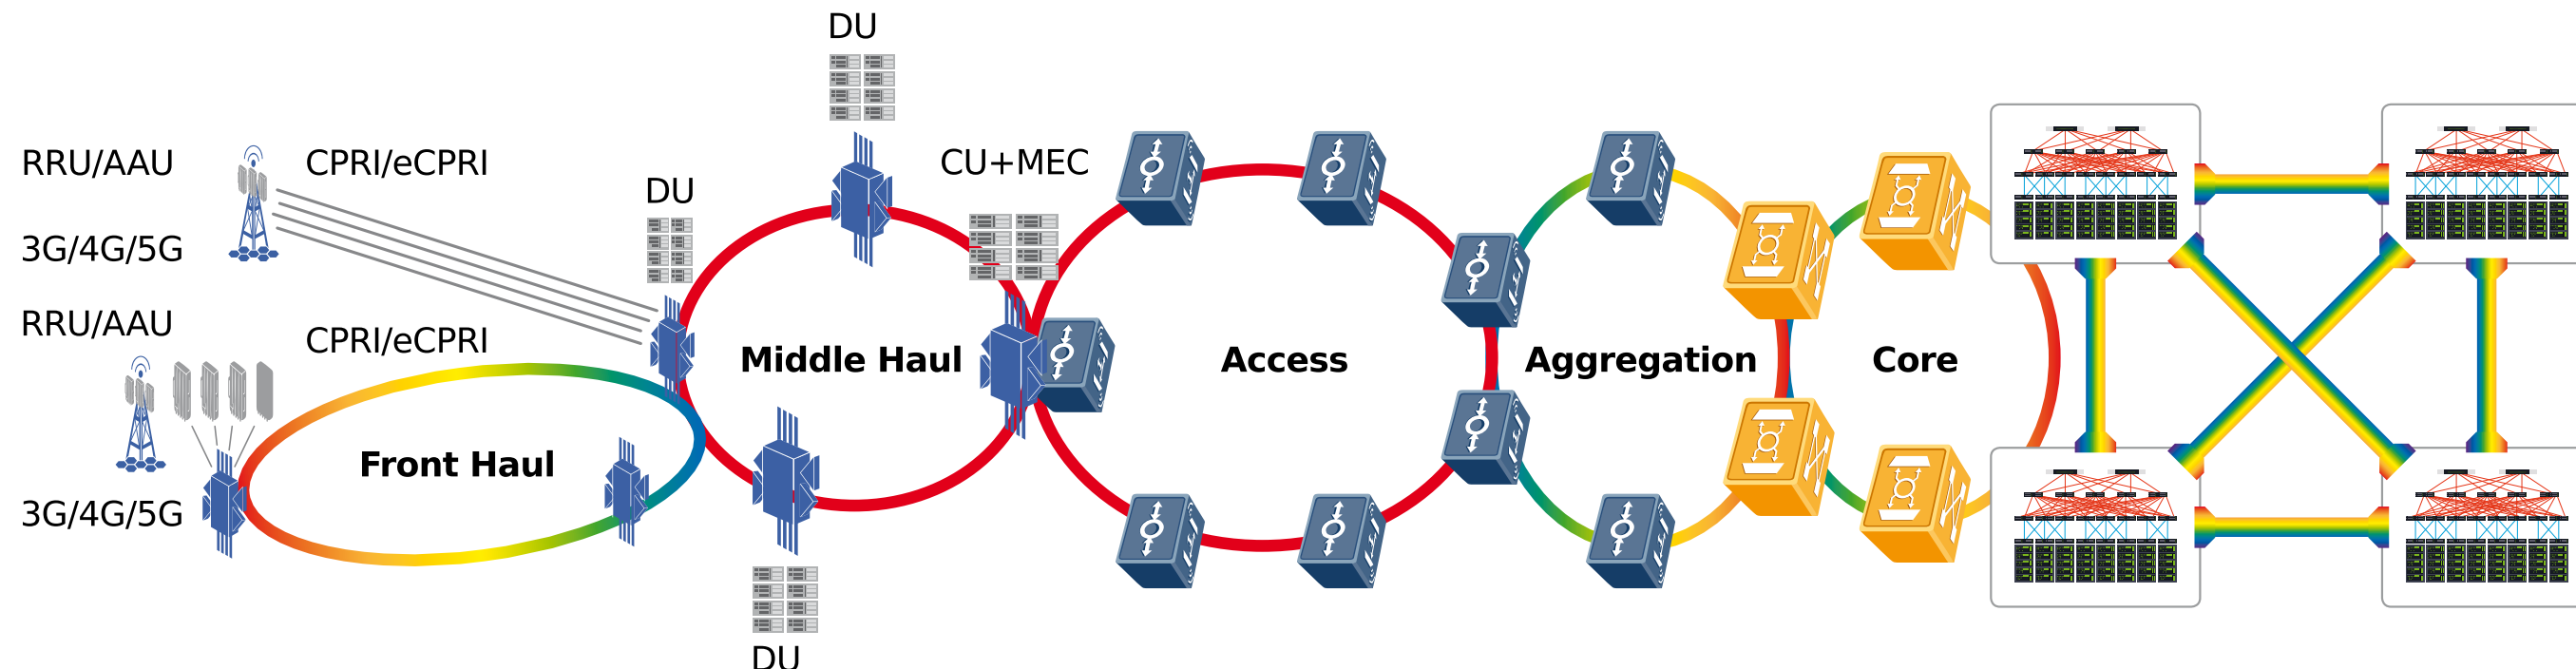 DU
RRU/AAU
CPRI/eCPRI
CU+MEC
DU
3G/4G/5G
RRU/AAU
CPRI/eCPRI
Middle Haul
Access
Aggregation
Core
Front Haul
3G/4G/5G
DU